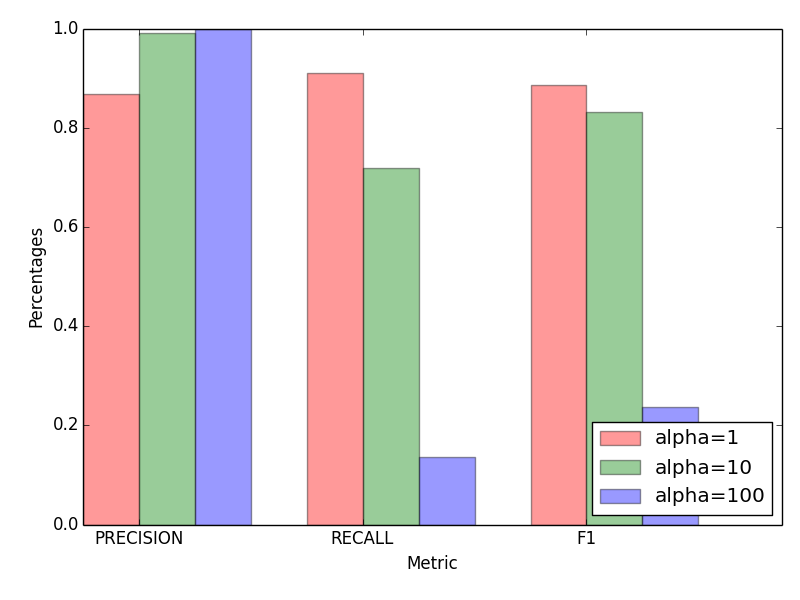 1.0
0.8
0.6
0.4
0.2
0.0
Percentages
PRECISION
RECALL
F1
Metric
alpha=1
alpha=10
alpha=100